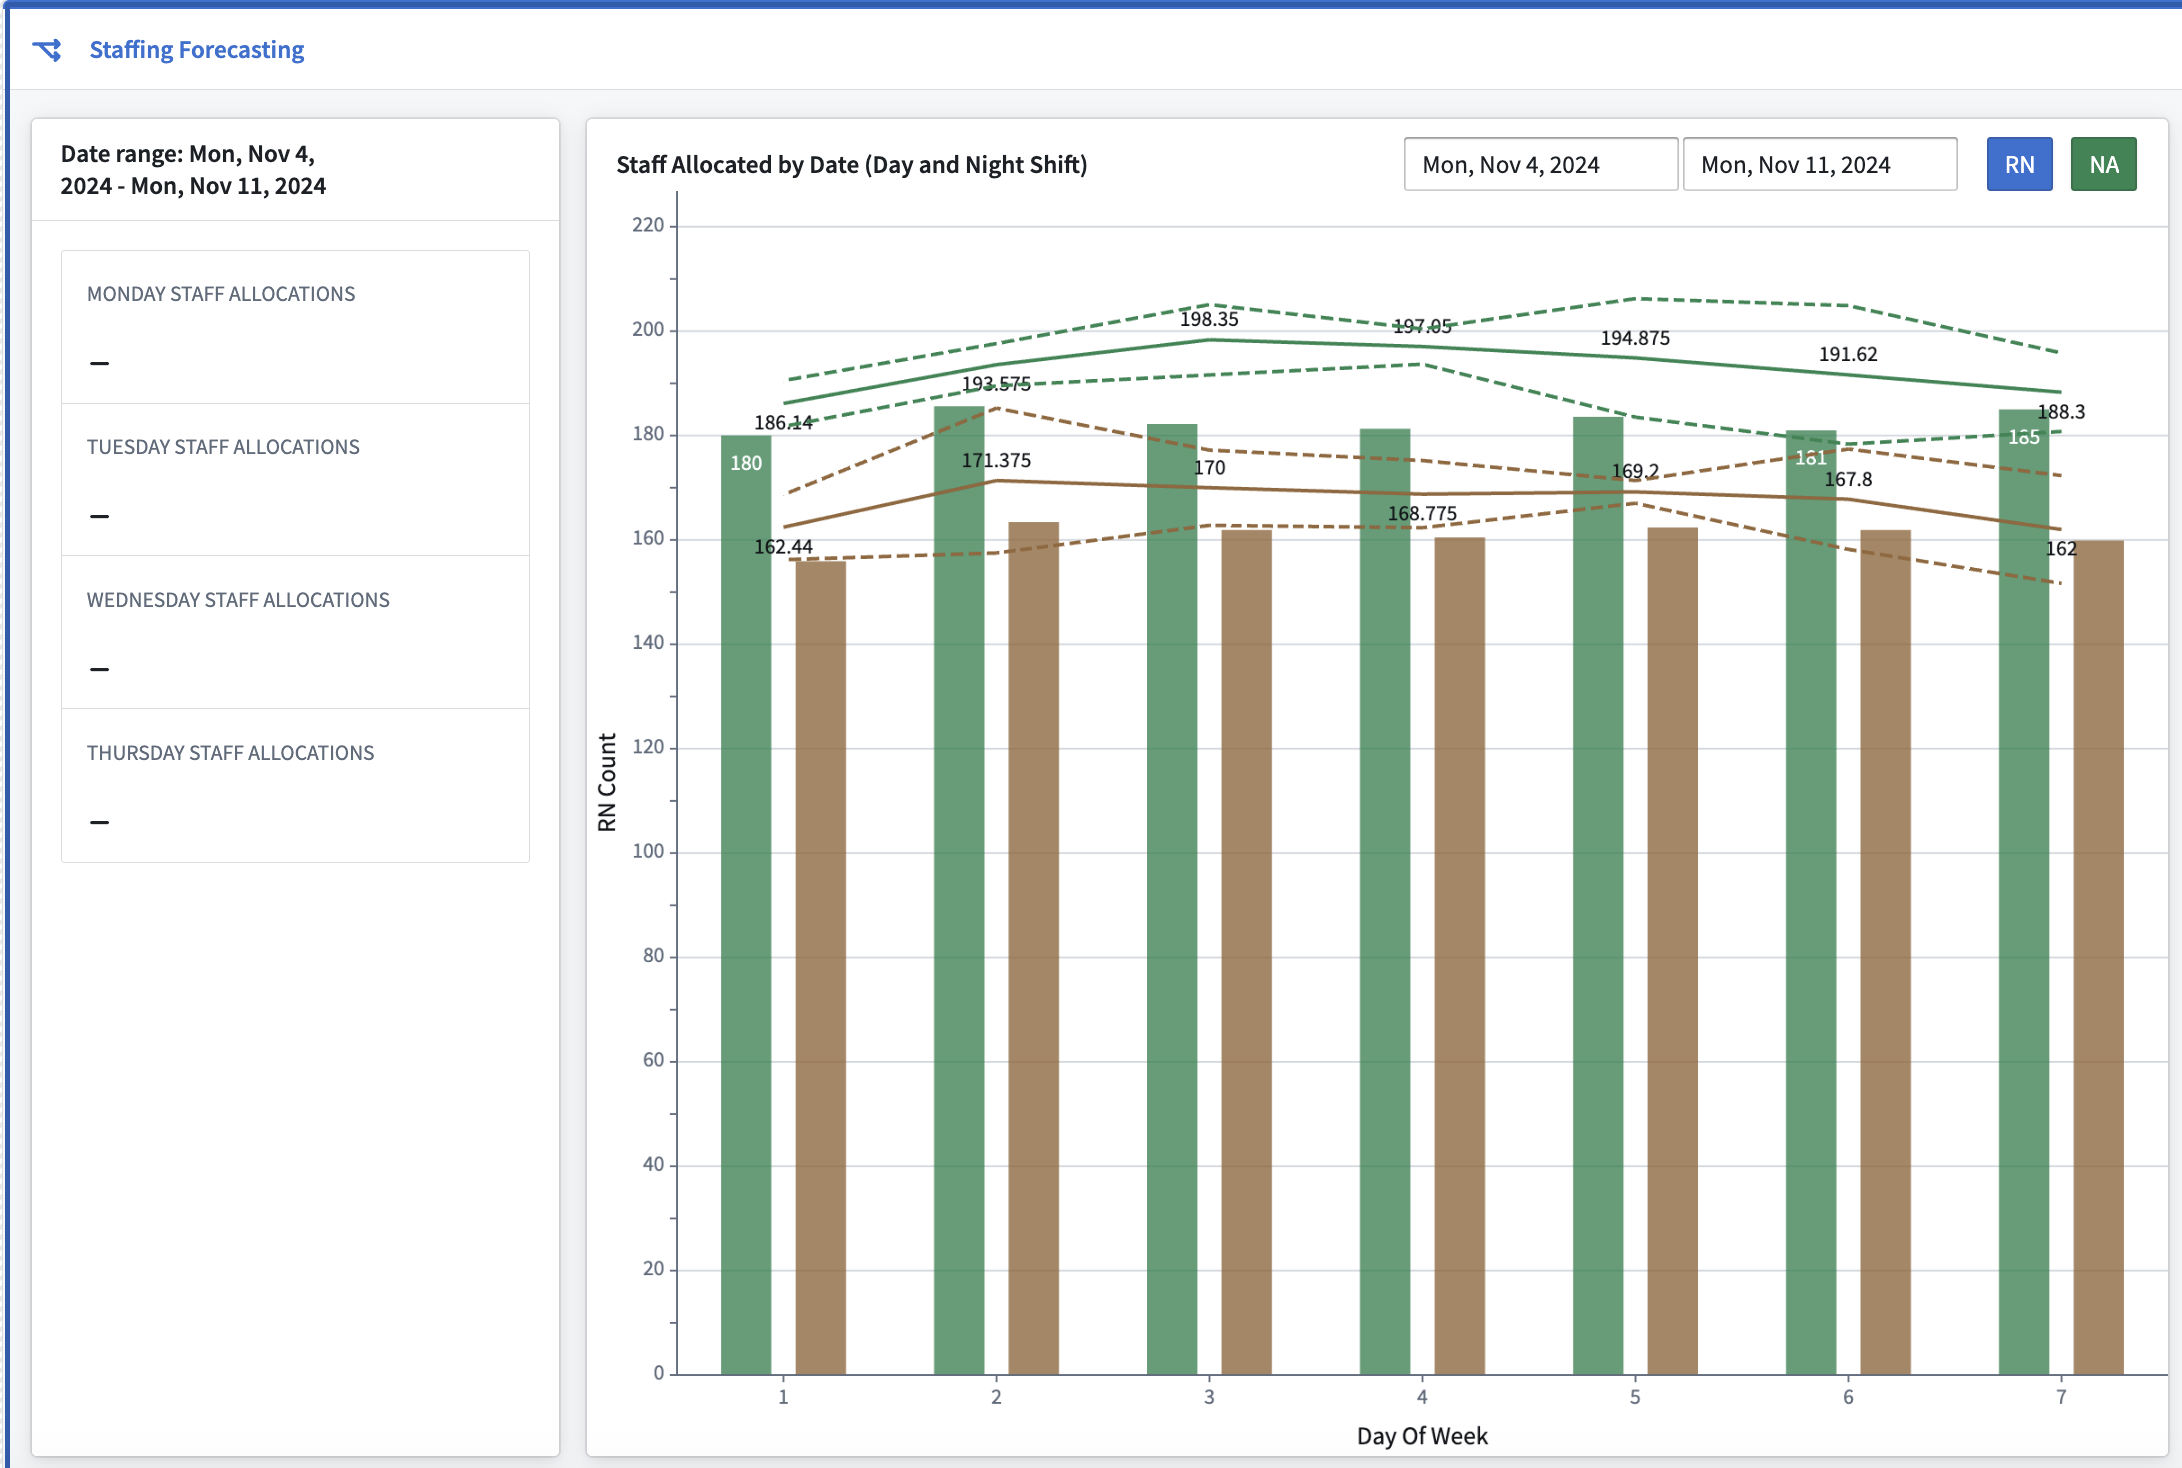 Staffing Forecasting
Date range: Mon, Nov 4,
2024 - Mon, Nov 11, 2024
MONDAY STAFF ALLOCATIONS
–
TUESDAY STAFF ALLOCATIONS
–
WEDNESDAY STAFF ALLOCATIONS
–
THURSDAY STAFF ALLOCATIONS
–
Staff Allocated by Date (Day and Night Shift)
Mon, Nov 4, 2024
Mon, Nov 11, 2024
RN
NA
RN Count
220
200
180
160
140
120
100
80
60
40
20
0
186.14
193.575
198.35
197.05
194.875
191.62
188.3
180
181
185
162.44
171.375
170
168.775
169.2
167.8
162
1
2
3
4
5
6
7
Day Of Week